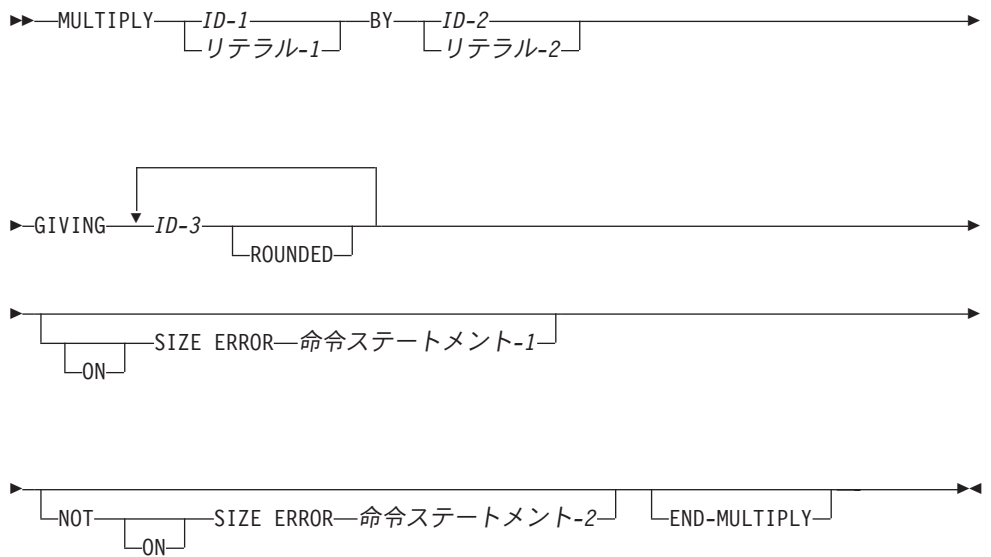 MULTIPLY ID-1 BY ID-2
リテラル-1 リテラル-2
GIVING ID-3
ROUNDED
SIZE ERROR 命令ステートメント-1
ON
NOT SIZE ERROR 命令ステートメント-2 END-MULTIPLY
ON